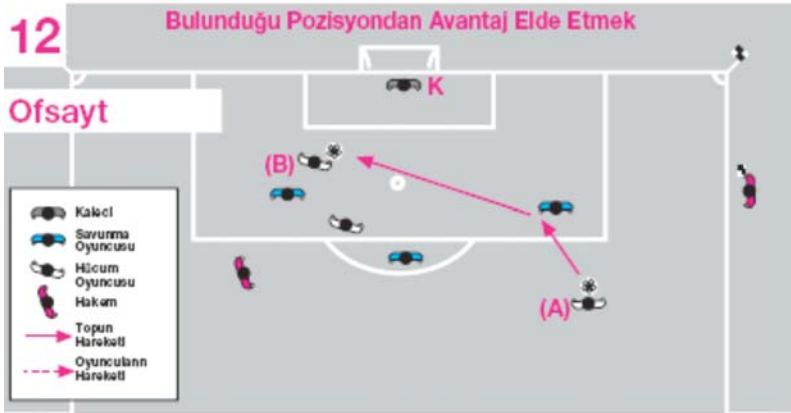 12
Bulunduğu Pozisyondan Avantaj Elde Etmek
K
Ofsayt
(B)
(A)
Kaleci
Savunma
Oyuncusu
Hücum
Oyuncusu
Hakem
Topun
Hareketi
Oyuncuların
Hareketi